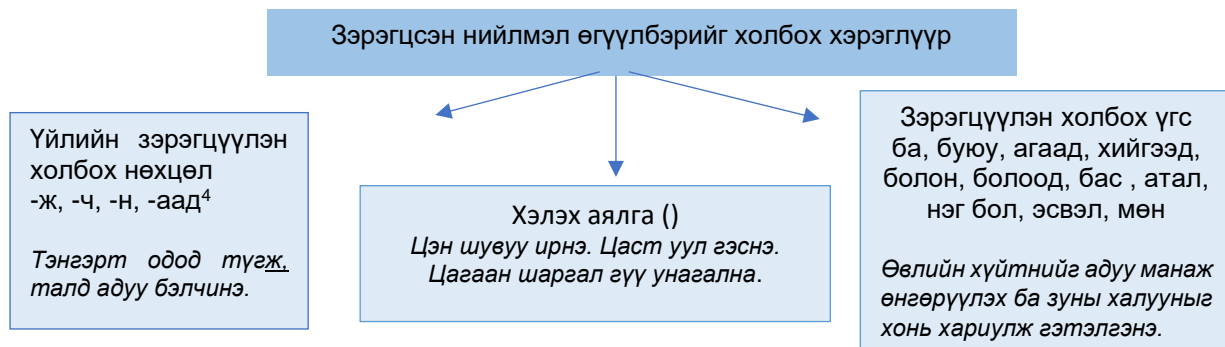 Зэрэгцсэн нийлмэл өгүүлбэрийг холбох хэрэглүүр
Үйлийн зэрэгцүүлэн
холбох нөхцөл
-ж, -ч, -н, -аад⁴
Тэнгэрт одод түгж,
талд адуу бэлчинэ.
Хэлэх аялга ()
Цэн шувуу ирнэ. Цаст уул гэснэ.
Цагаан шаргал гүү унагална.
Зэрэгцүүлэн холбох үгс
ба, буюу, агаад, хийгээд,
болон, болоод, бас , атал,
нэг бол, эсвэл, мөн
Өвлийн хүйтнийг адуу манаж
өнгөрүүлэх ба зуны халууныг
хонь хариулж гэтэлгэнэ.